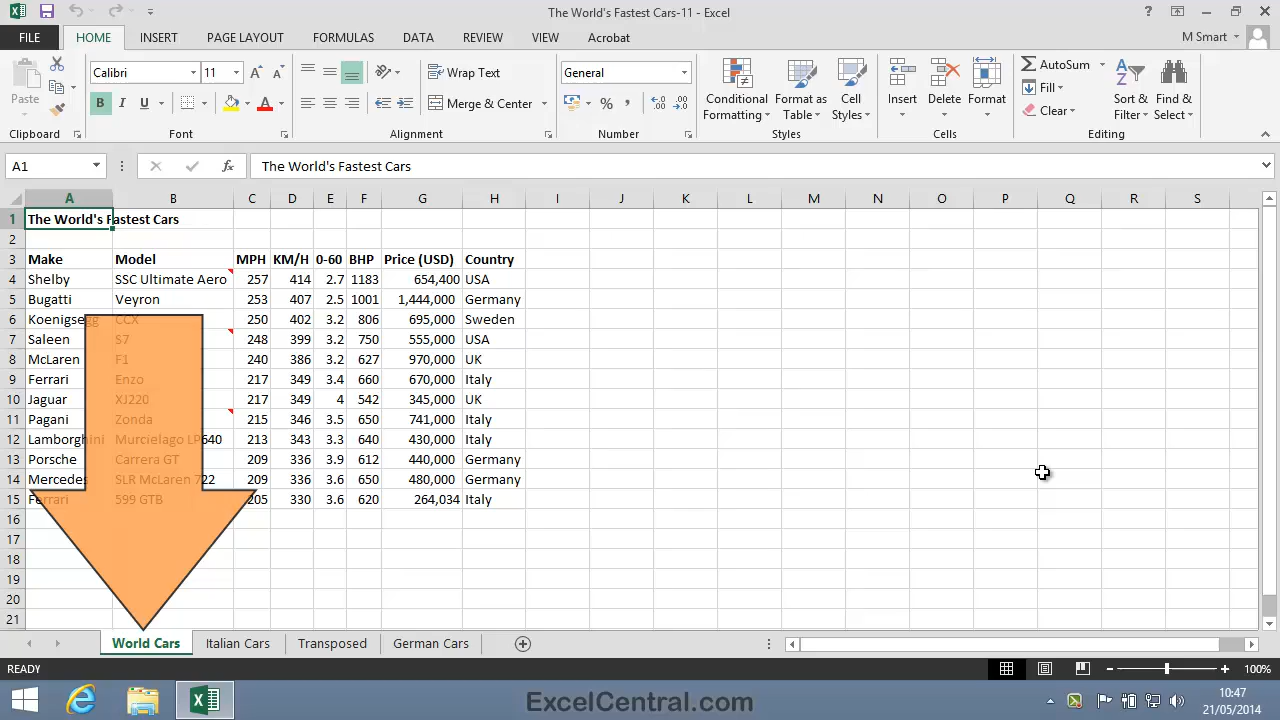 The World's Fastest Cars-11 - Excel
FILE HOME INSERT PAGE LAYOUT FORMULAS DATA REVIEW VIEW Acrobat M Smart
Paste
Calibri 11
B I U A
Wrap Text
Merge & Center
General
% ,
Conditional Formatting
Format as Table
Cell Styles
Insert Delete Format
AutoSum
Fill
Clear
Sort & Filter
Find & Select
Clipboard Font Alignment Number Styles Cells Editing
A1 fx The World's Fastest Cars
A B C D E F G H I J K L M N O P Q R S
1 The World's Fastest Cars
2
3 Make Model MPH KM/H 0-60 BHP Price (USD) Country
4 Shelby SSC Ultimate Aero 257 414 2.7 1183 654,400 USA
5 Bugatti Veyron 253 407 2.5 1001 1,444,000 Germany
6 Koenigsegg CCX 250 402 3.2 806 695,000 Sweden
7 Saleen S7 248 399 3.2 750 555,000 USA
8 McLaren F1 240 386 3.2 627 970,000 UK
9 Ferrari Enzo 217 349 3.4 660 670,000 Italy
10 Jaguar XJ220 217 349 4 542 345,000 UK
11 Pagani Zonda 215 346 3.5 650 741,000 Italy
12 Lamborghini Murcielago LP640 213 343 3.3 640 430,000 Italy
13 Porsche Carrera GT 209 336 3.9 612 440,000 Germany
14 Mercedes SLR McLaren 722 209 336 3.6 650 480,000 Germany
15 Ferrari 599 GTB 205 330 3.6 620 264,034 Italy
16
17
18
19
20
21
World Cars Italian Cars Transposed German Cars
READY 100%
ExcelCentral.com
10:47
21/05/2014